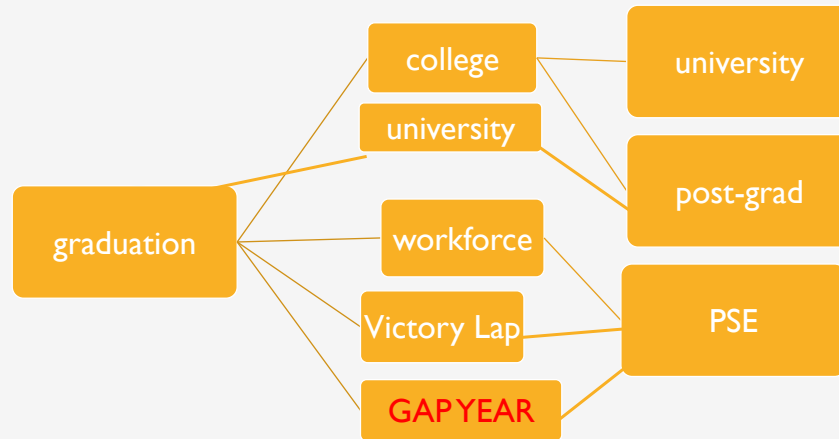 graduation
college
university
workforce
Victory Lap
GAP YEAR
university
post-grad
PSE